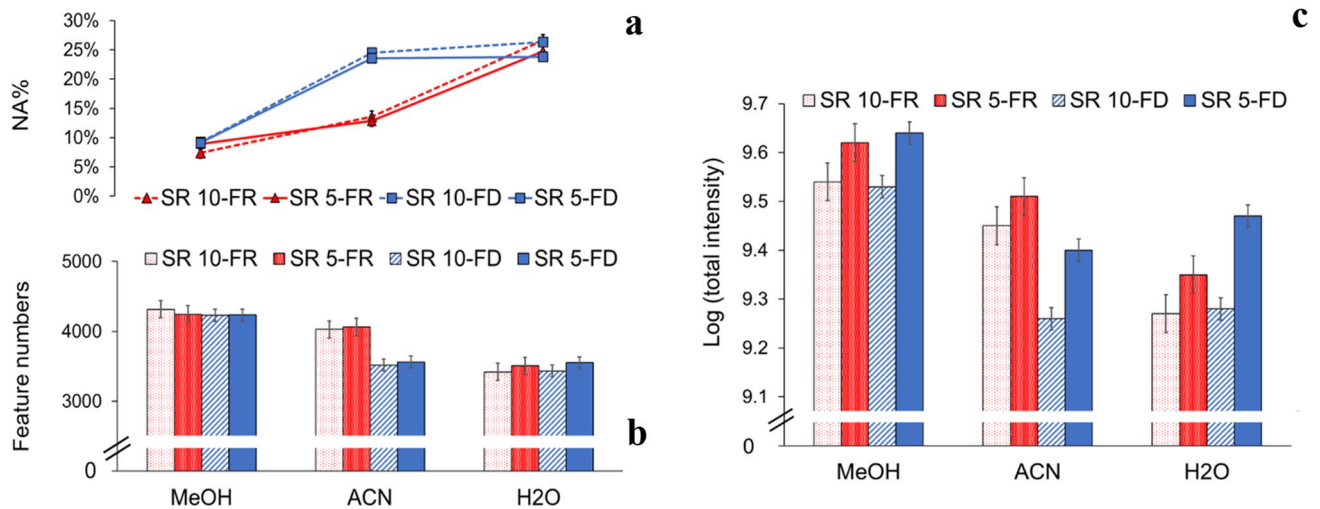 a
30%
25%
20%
15%
10%
5%
0%
NA%
SR 10-FR SR 5-FR SR 10-FD SR 5-FD
b
SR 10-FR SR 5-FR SR 10-FD SR 5-FD
5000
4000
3000
0
Feature numbers
MeOH ACN H2O
c
SR 10-FR SR 5-FR SR 10-FD SR 5-FD
9.7
9.6
9.5
9.4
9.3
9.2
9.1
0
Log (total intensity)
MeOH ACN H2O